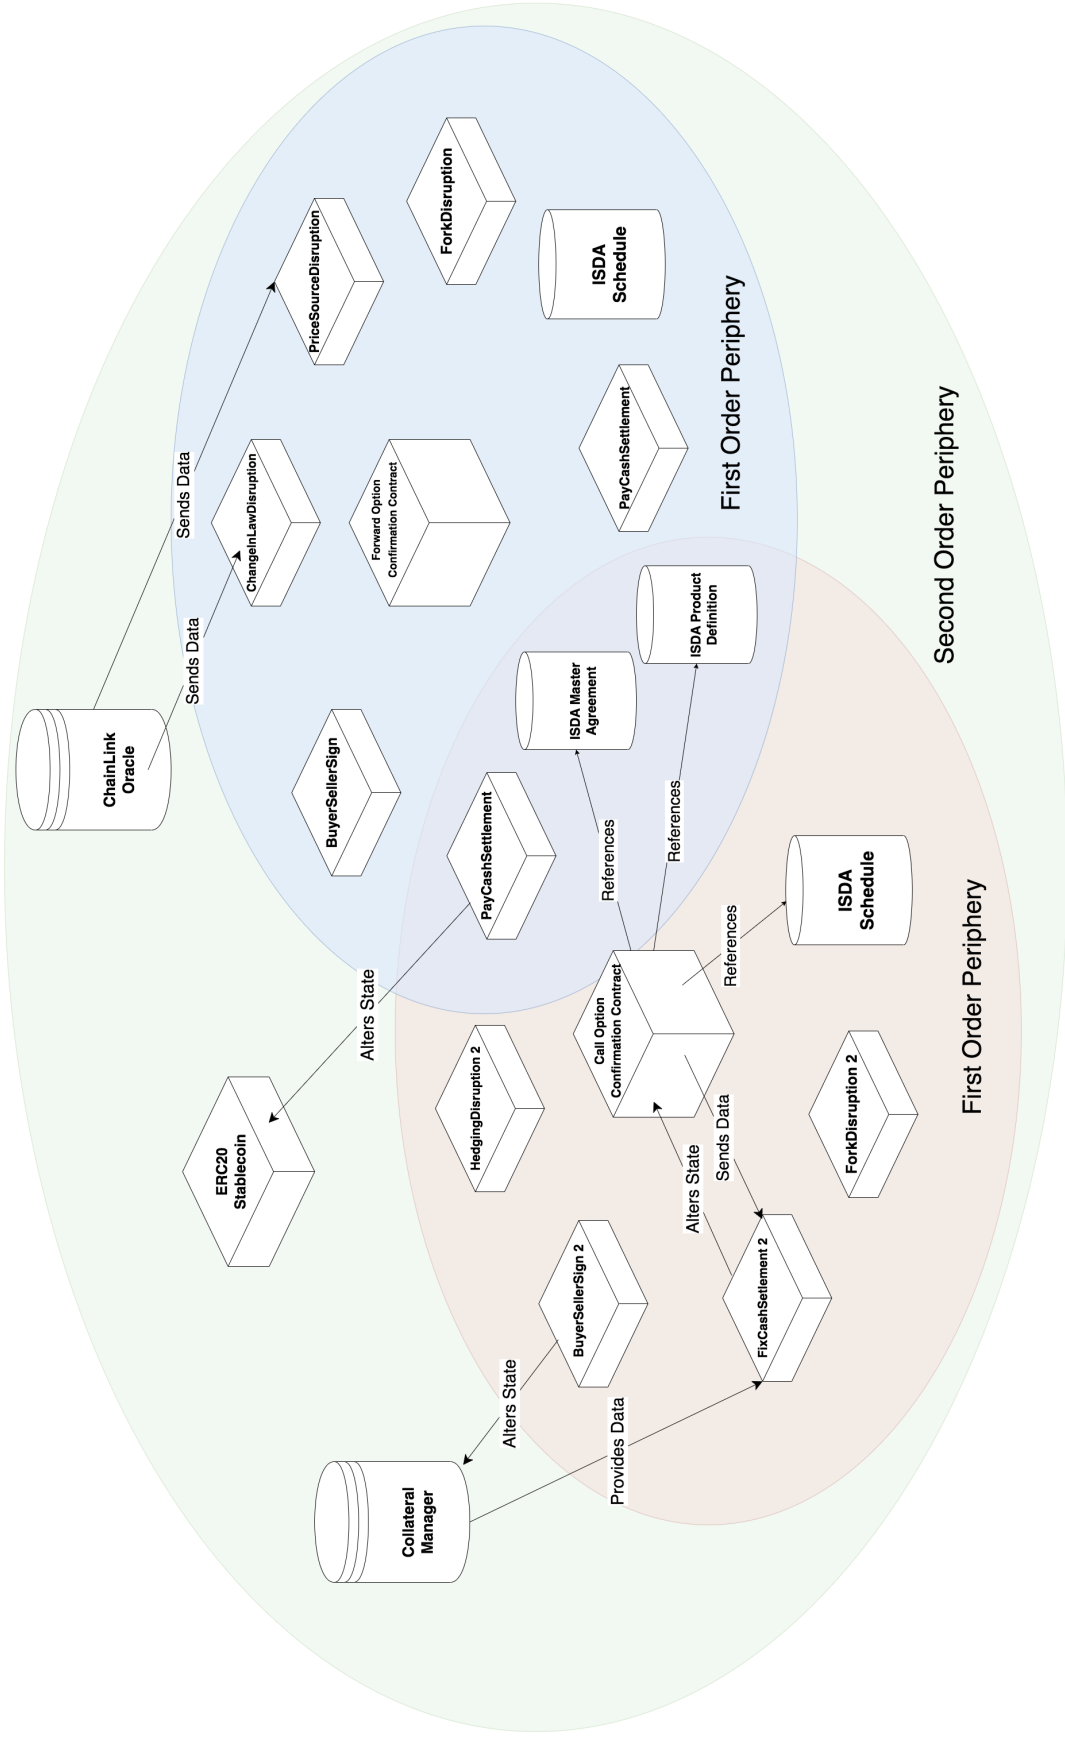 ChainLink
Oracle
Sends Data
Sends Data
ERC20
Stablecoin
ChangeInLawDisruption
PriceSourceDisruption
BuyerSellerSign
Alters State
Forward Option
Confirmation Contract
Collateral
Manager
ForkDisruption
HedgingDisruption 2
PayCashSettlement
Alters State
BuyerSellerSign 2
ISDA Master
Agreement
ISDA
Schedule
References
Call Option
Confirmation Contract
Provides Data
PayCashSettlement
References
Alters State
ISDA Product
Definition
Sends Data
References
First Order Periphery
FixCashSetlement 2
ForkDisruption 2
ISDA
Schedule
Second Order Periphery
First Order Periphery